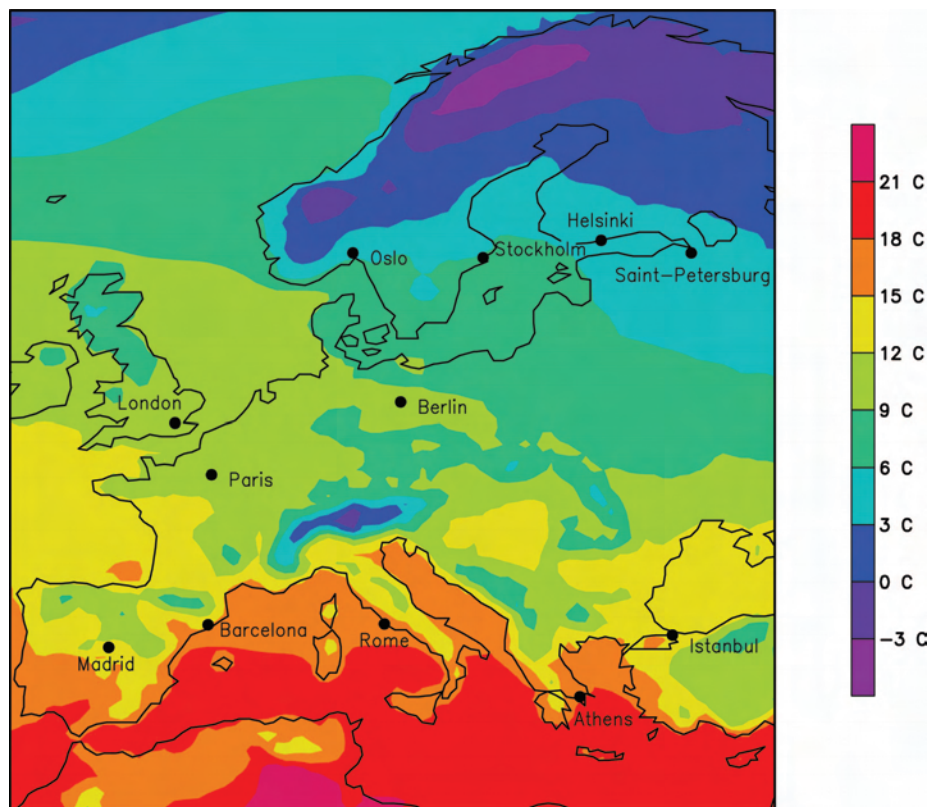 Helsinki
Oslo
Stockholm
Saint-Petersburg
London
Berlin
Paris
Barcelona
Rome
Istanbul
Madrid
Athens
21 C
18 C
15 C
12 C
9 C
6 C
3 C
0 C
-3 C